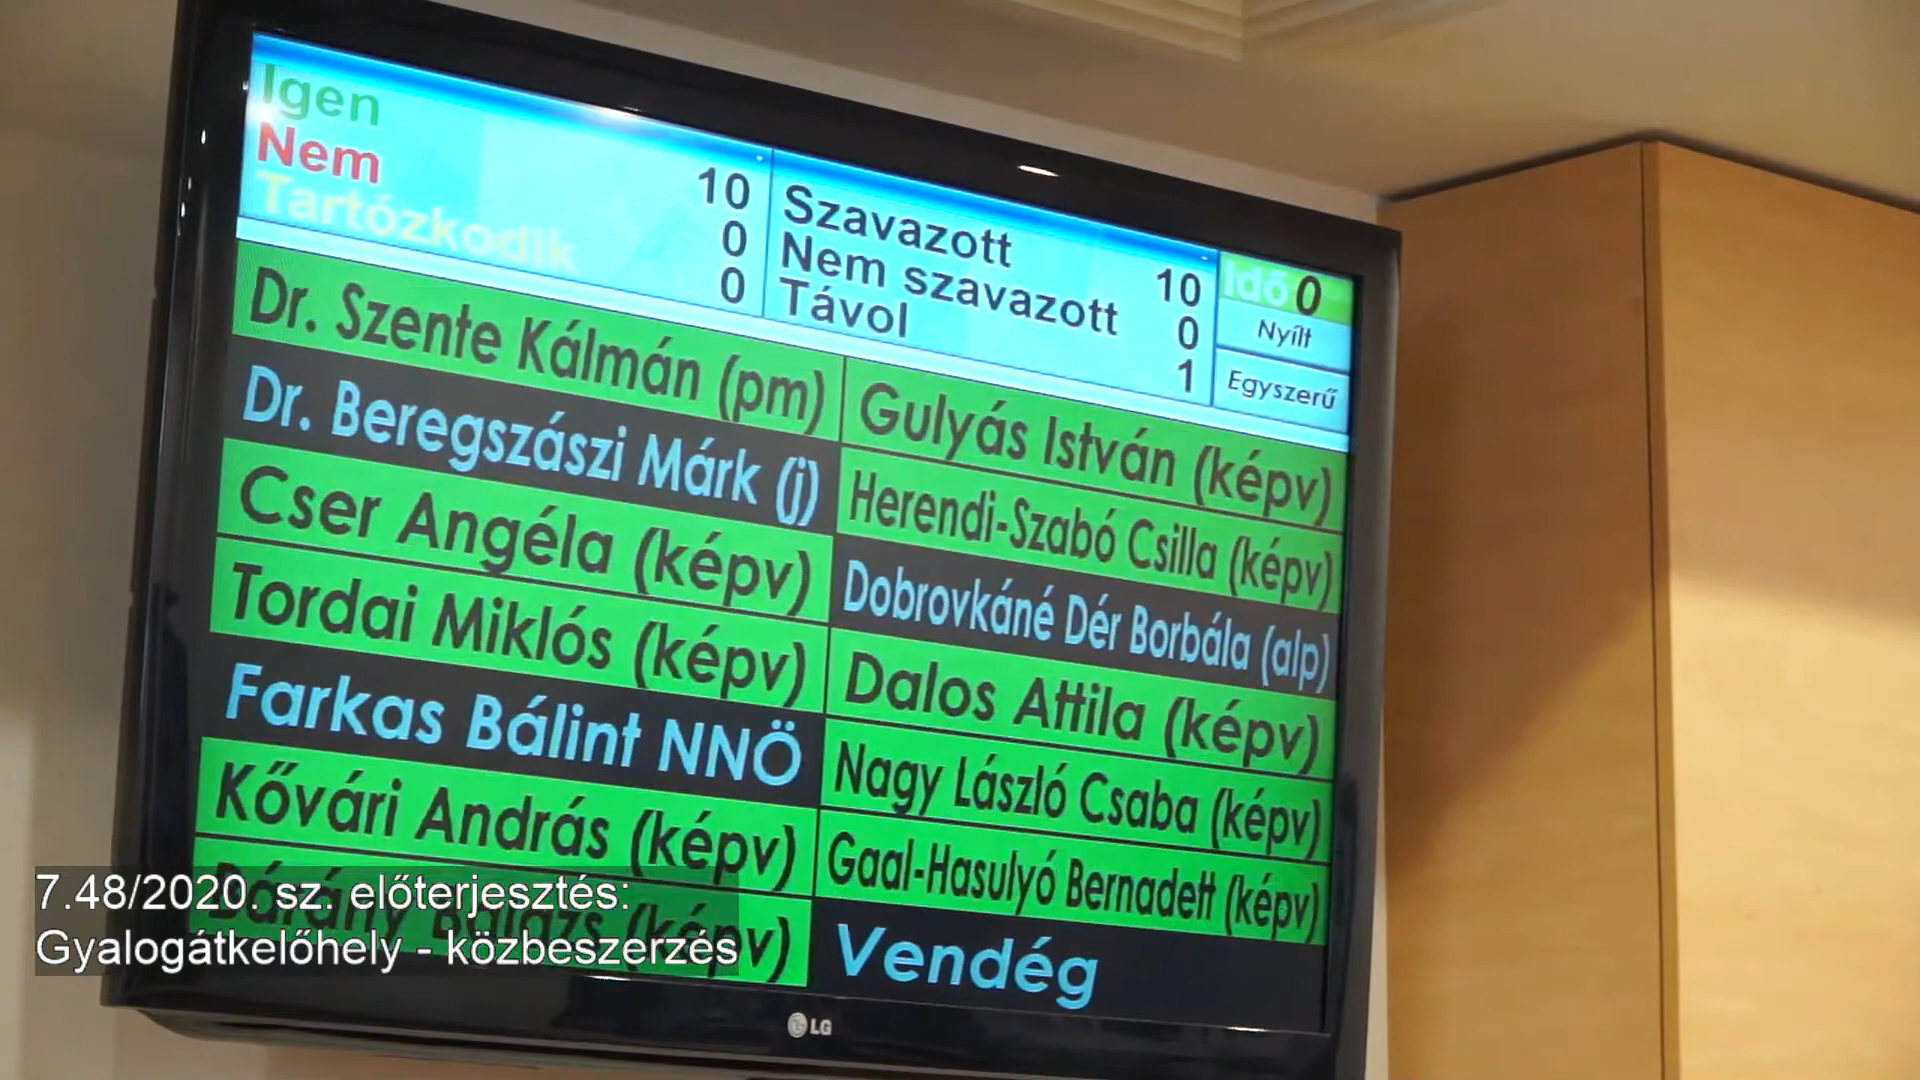 Igen 10
Nem 0
Tartózkodik 0
Szavazott 10
Nem szavazott 0
Távol 1
Idő 0
Nyílt
Egyszerű
Dr. Szente Kálmán (pm)
Dr. Beregszászi Márk (j)
Cser Angéla (képv)
Tordai Miklós (képv)
Farkas Bálint NNÖ
Kővári András (képv)
Bárány Balázs (képv)
Gulyás István (képv)
Herendi-Szabó Csilla (képv)
Dobrovkáné Dér Borbála (alp)
Dalos Attila (képv)
Nagy László Csaba (képv)
Gaal-Hasulyó Bernadett (képv)
Vendég
7.48/2020. sz. előterjesztés:
Gyalogátkelőhely - közbeszerzés
LG